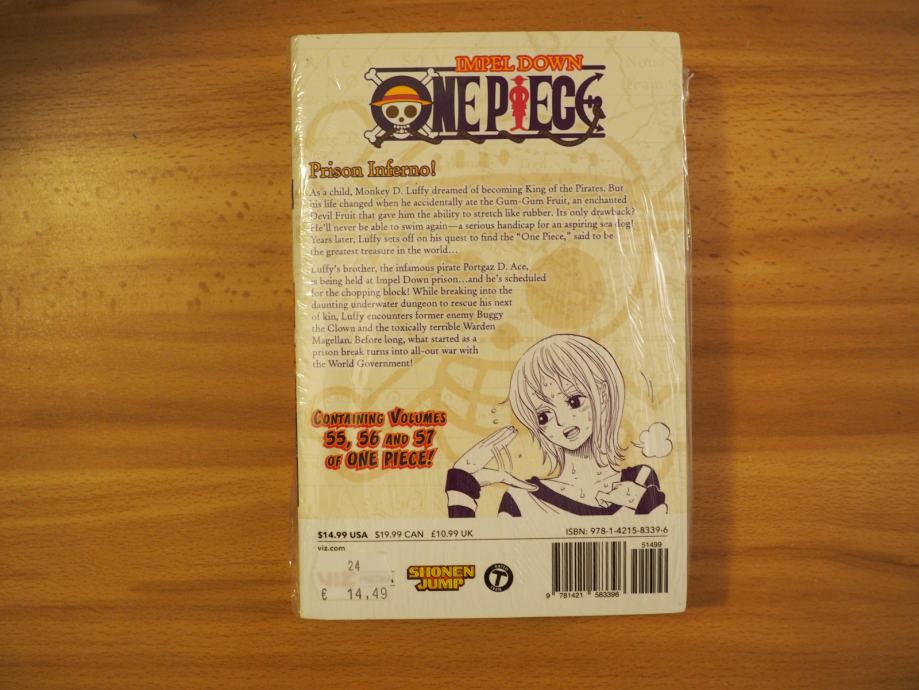 IMPEL DOWN
ONE PIECE
Prison Inferno!
As a child, Monkey D. Luffy dreamed of becoming King of the Pirates. But
his life changed when he accidentally ate the Gum-Gum Fruit, an enchanted
Devil Fruit that gave him the ability to stretch like rubber. Its only drawback?
He'll never be able to swim again—a serious handicap for an aspiring sea dog!
Years later, Luffy sets off on his quest to find the "One Piece," said to be
the greatest treasure in the world...
Luffy's brother, the infamous pirate Portgaz D. Ace,
is being held at Impel Down prison...and he's scheduled
for the chopping block! While breaking into the
daunting underwater dungeon to rescue his next
of kin, Luffy encounters former enemy Buggy
the Clown and the toxically terrible Warden
Magellan. Before long, what started as a
prison break turns into all-out war with
the World Government!
CONTAINING VOLUMES
55, 56 AND 57
OF ONE PIECE!
$14.99 USA $19.99 CAN £10.99 UK
ISBN: 978-1-4215-8339-6
viz.com
51499
24
VIZ
€ 14,49
SHONEN
JUMP
RATED
T
TEEN
9 781421 583396